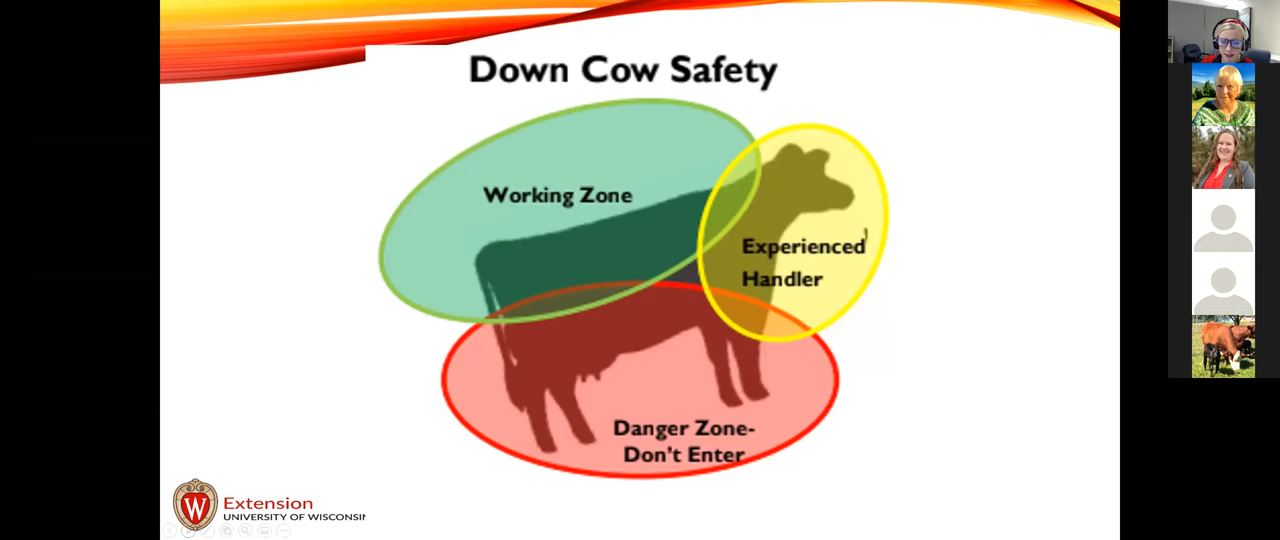 Down Cow Safety
Working Zone
Experienced
Handler
Danger Zone-
Don't Enter
W
Extension
UNIVERSITY OF WISCONSIN